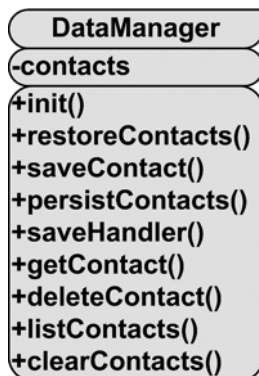 DataManager
-contacts
+init()
+restoreContacts()
+saveContact()
+persistContacts()
+saveHandler()
+getContact()
+deleteContact()
+listContacts()
+clearContacts()